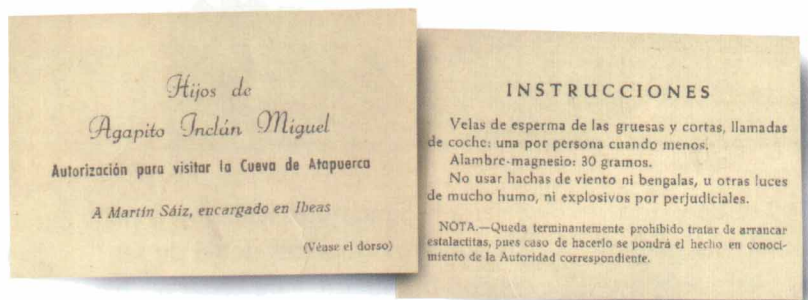 Hijos de
Agapito Inclán Miguel
Autorización para visitar la Cueva de Atapuerca
A Martín Sáiz, encargado en Ibeas
(Véase el dorso)
INSTRUCCIONES
Velas de esperma de las gruesas y cortas, llamadas
de coche: una por persona cuando menos.
Alambre-magnesio: 30 gramos.
No usar hachas de viento ni bengalas, u otras luces
de mucho humo, ni explosivos por perjudiciales.
NOTA.—Queda terminantemente prohibido tratar de arrancar
estalactitas, pues caso de hacerlo se pondrá el hecho en conoci-
miento de la Autoridad correspondiente.